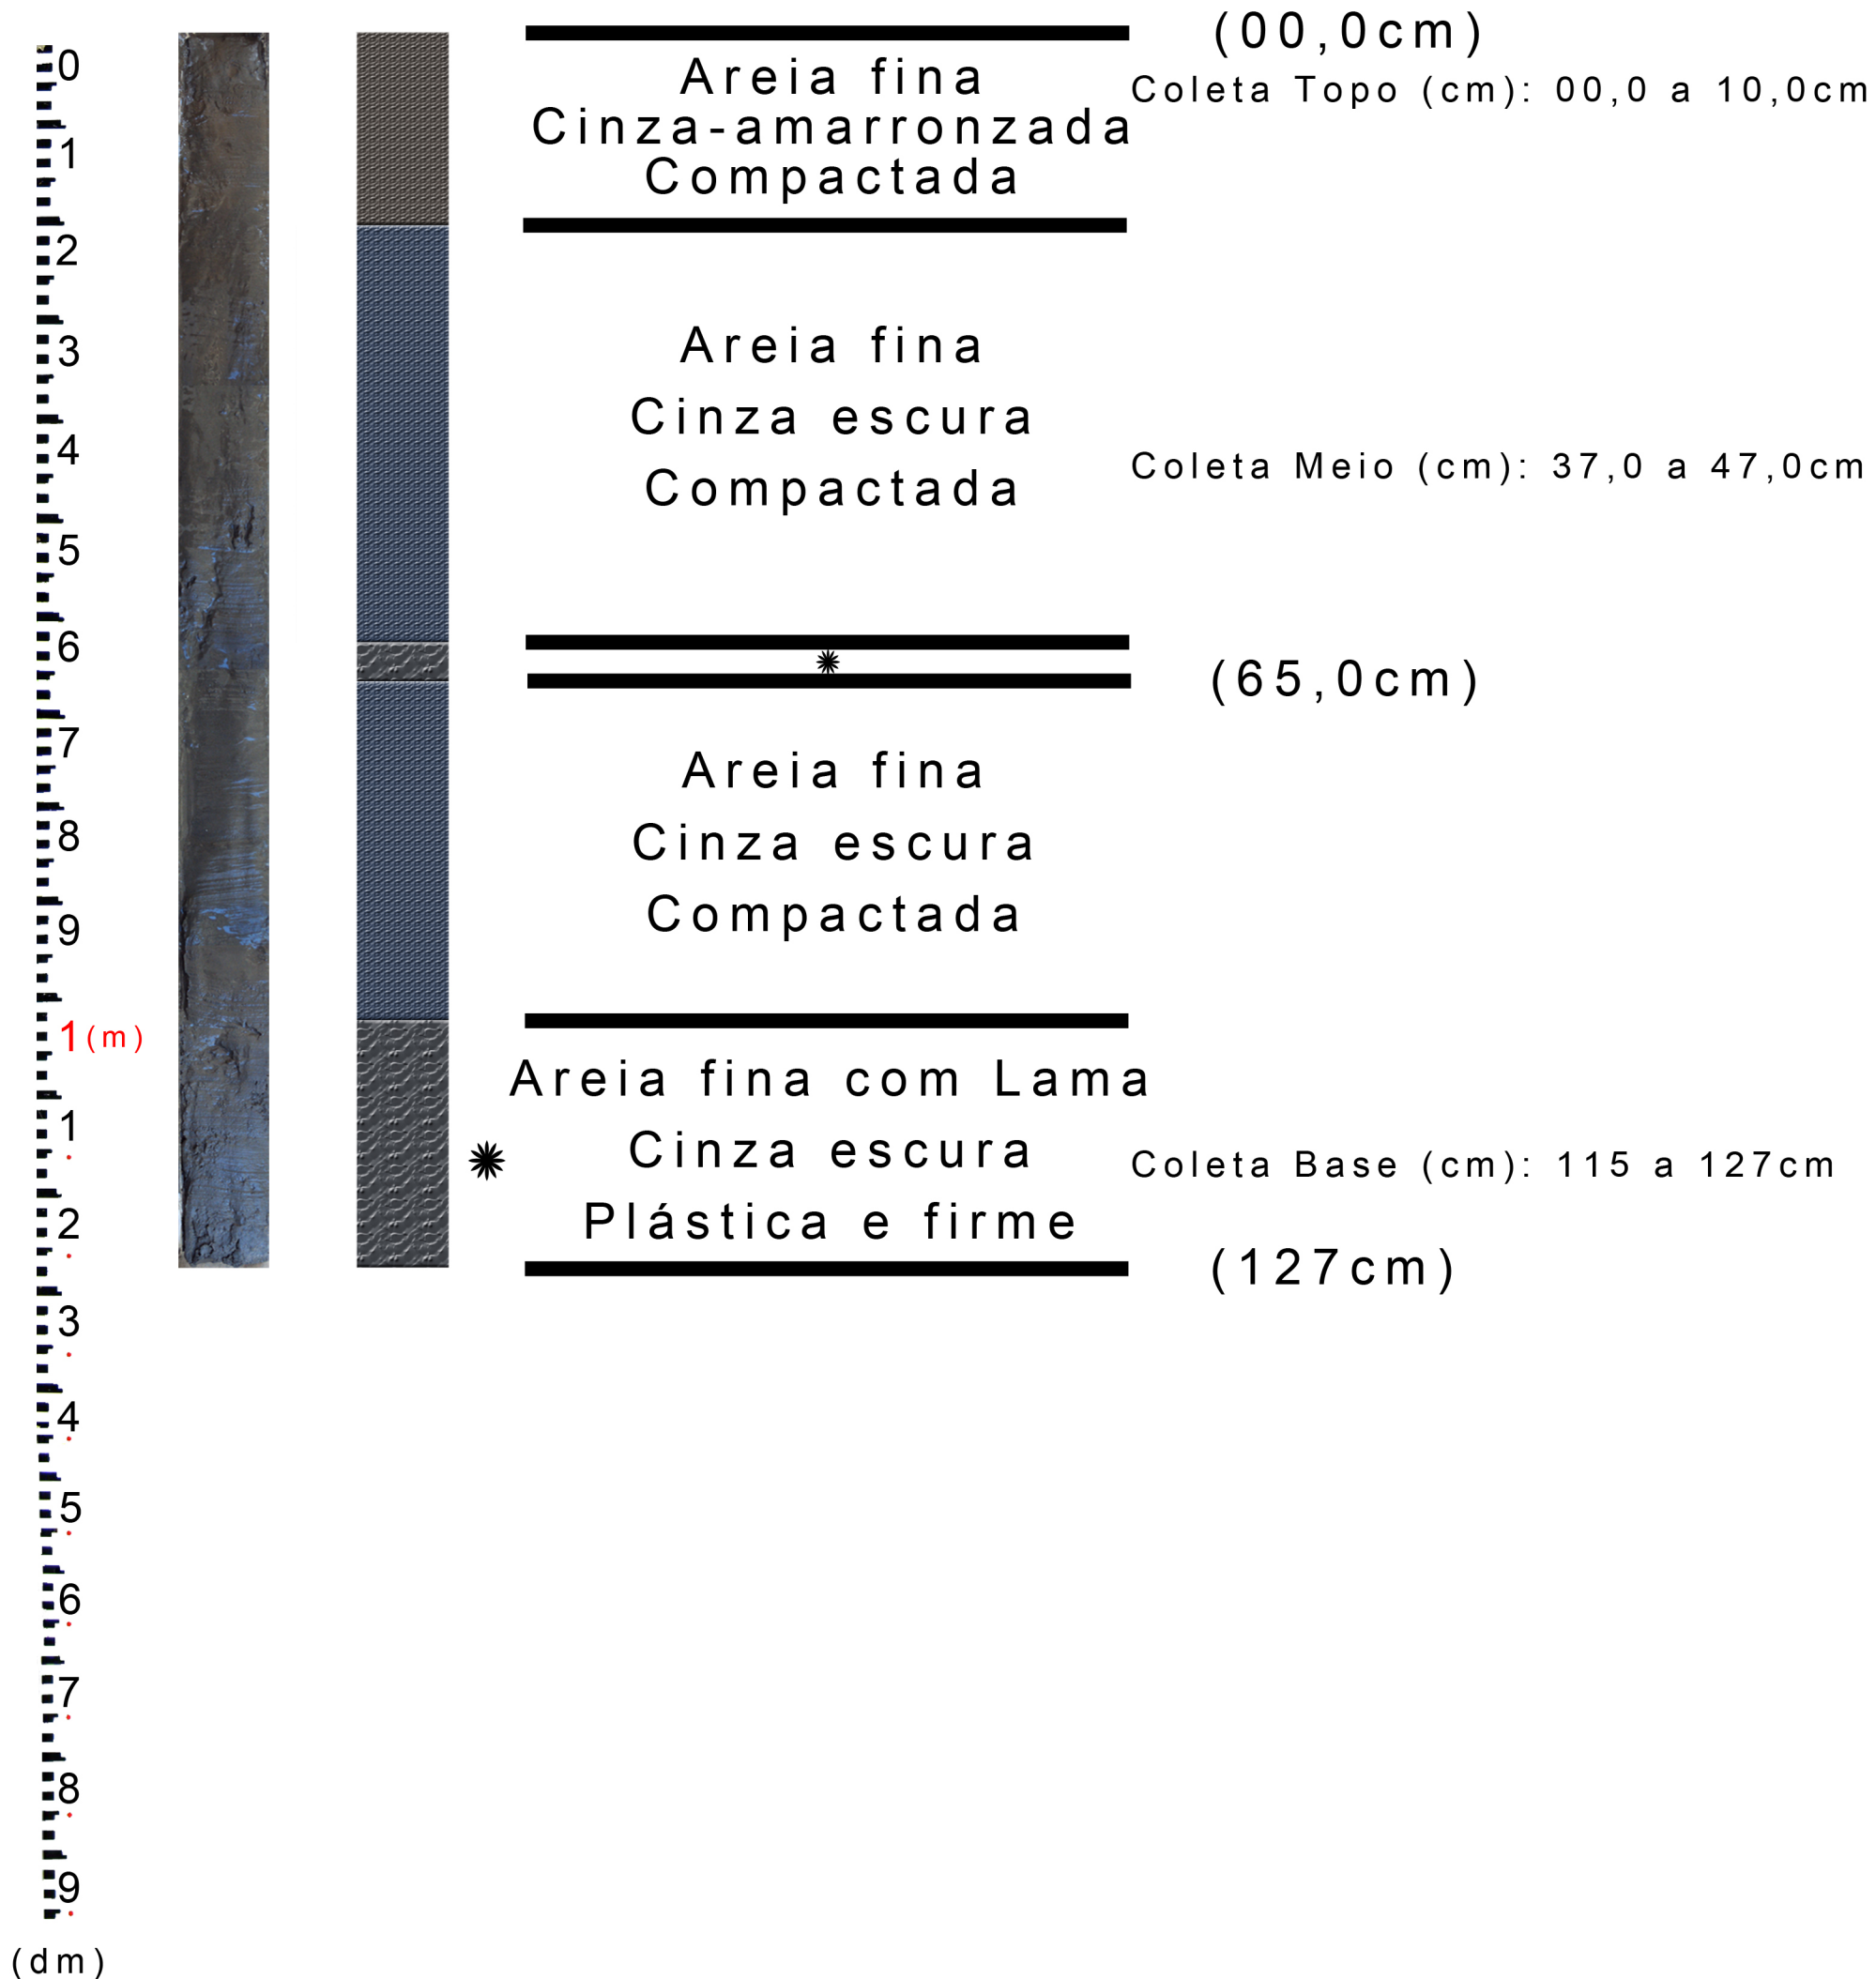 (00,0cm)
Areia fina
Cinza-amarronzada
Compactada
Coleta Topo (cm): 00,0 a 10,0cm
Areia fina
Cinza escura
Compactada
Coleta Meio (cm): 37,0 a 47,0cm
(65,0cm)
Areia fina
Cinza escura
Compactada
Areia fina com Lama
Cinza escura
Plástica e firme
Coleta Base (cm): 115 a 127cm
(127cm)
0
1
2
3
4
5
6
7
8
9
1(m)
1
2
3
4
5
6
7
8
9
(dm)